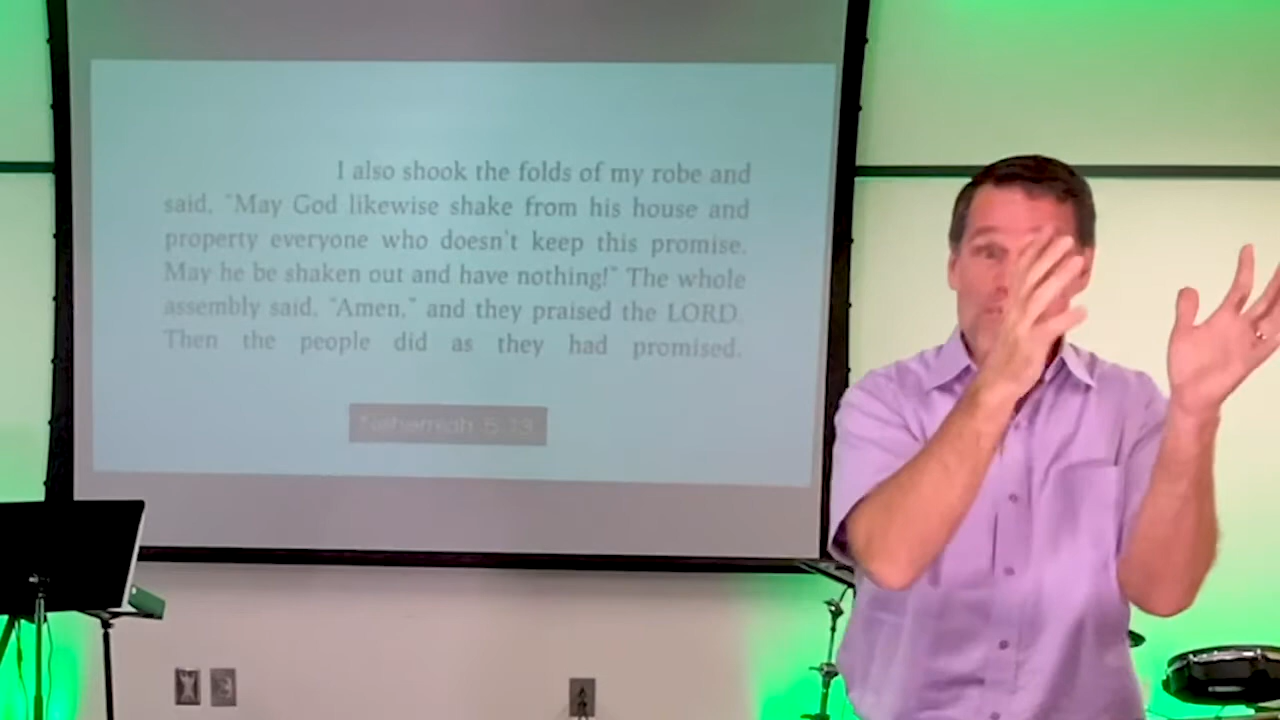 I also shook the folds of my robe and
said, "May God likewise shake from his house and
property everyone who doesn't keep this promise.
May he be shaken out and have nothing!" The whole
assembly said, "Amen," and they praised the LORD.
Then the people did as they had promised.
5:13